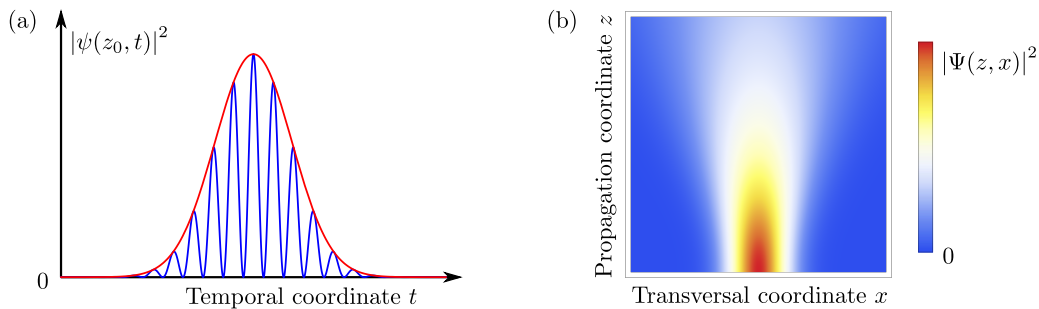 (a)
|ψ(z₀, t)|²
0
Temporal coordinate t
(b)
Propagation coordinate z
Transversal coordinate x
|Ψ(z, x)|²
0